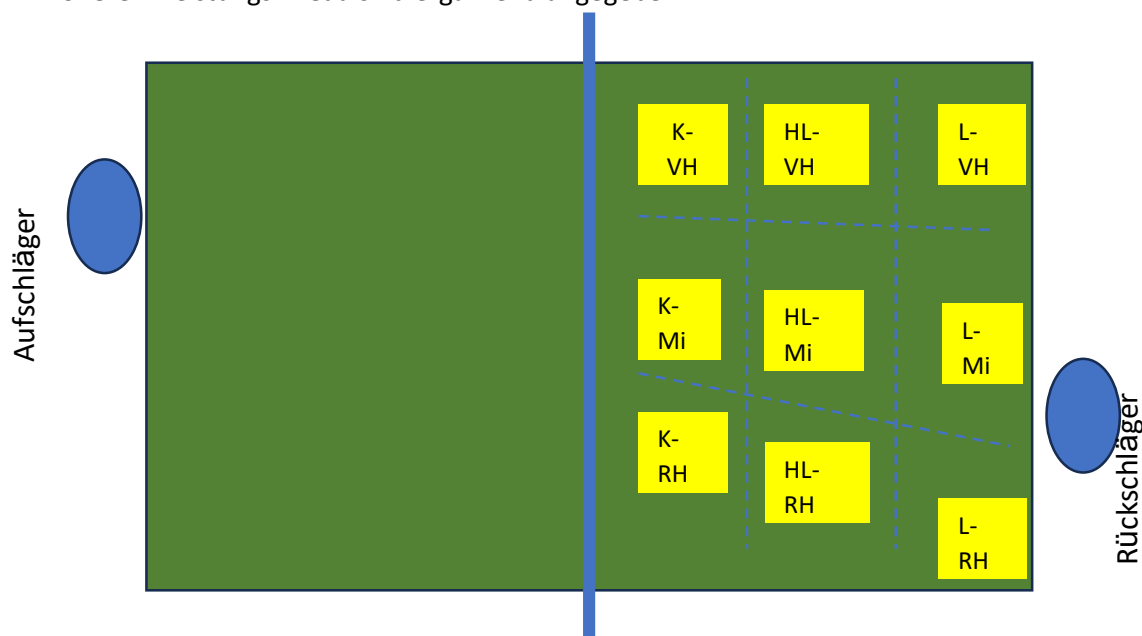 Aufschläger
K-
VH
HL-
VH
L-
VH
K-
Mi
HL-
Mi
L-
Mi
K-
RH
HL-
RH
L-
RH
Rückschläger